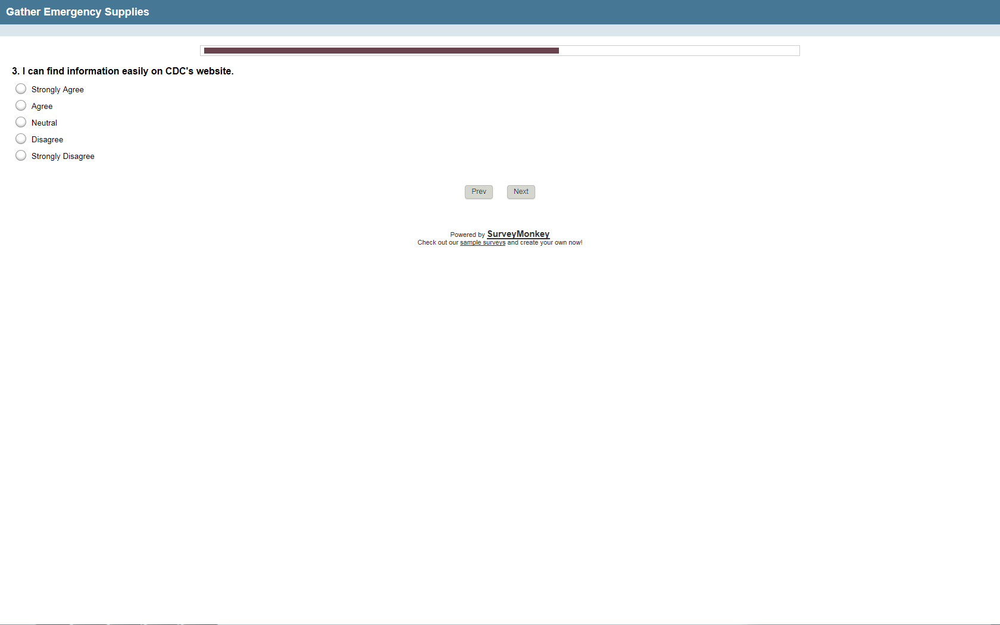 Gather Emergency Supplies
3. I can find information easily on CDC's website.
Strongly Agree
Agree
Neutral
Disagree
Strongly Disagree
Prev Next
Powered by SurveyMonkey
Check out our sample surveys and create your own now!